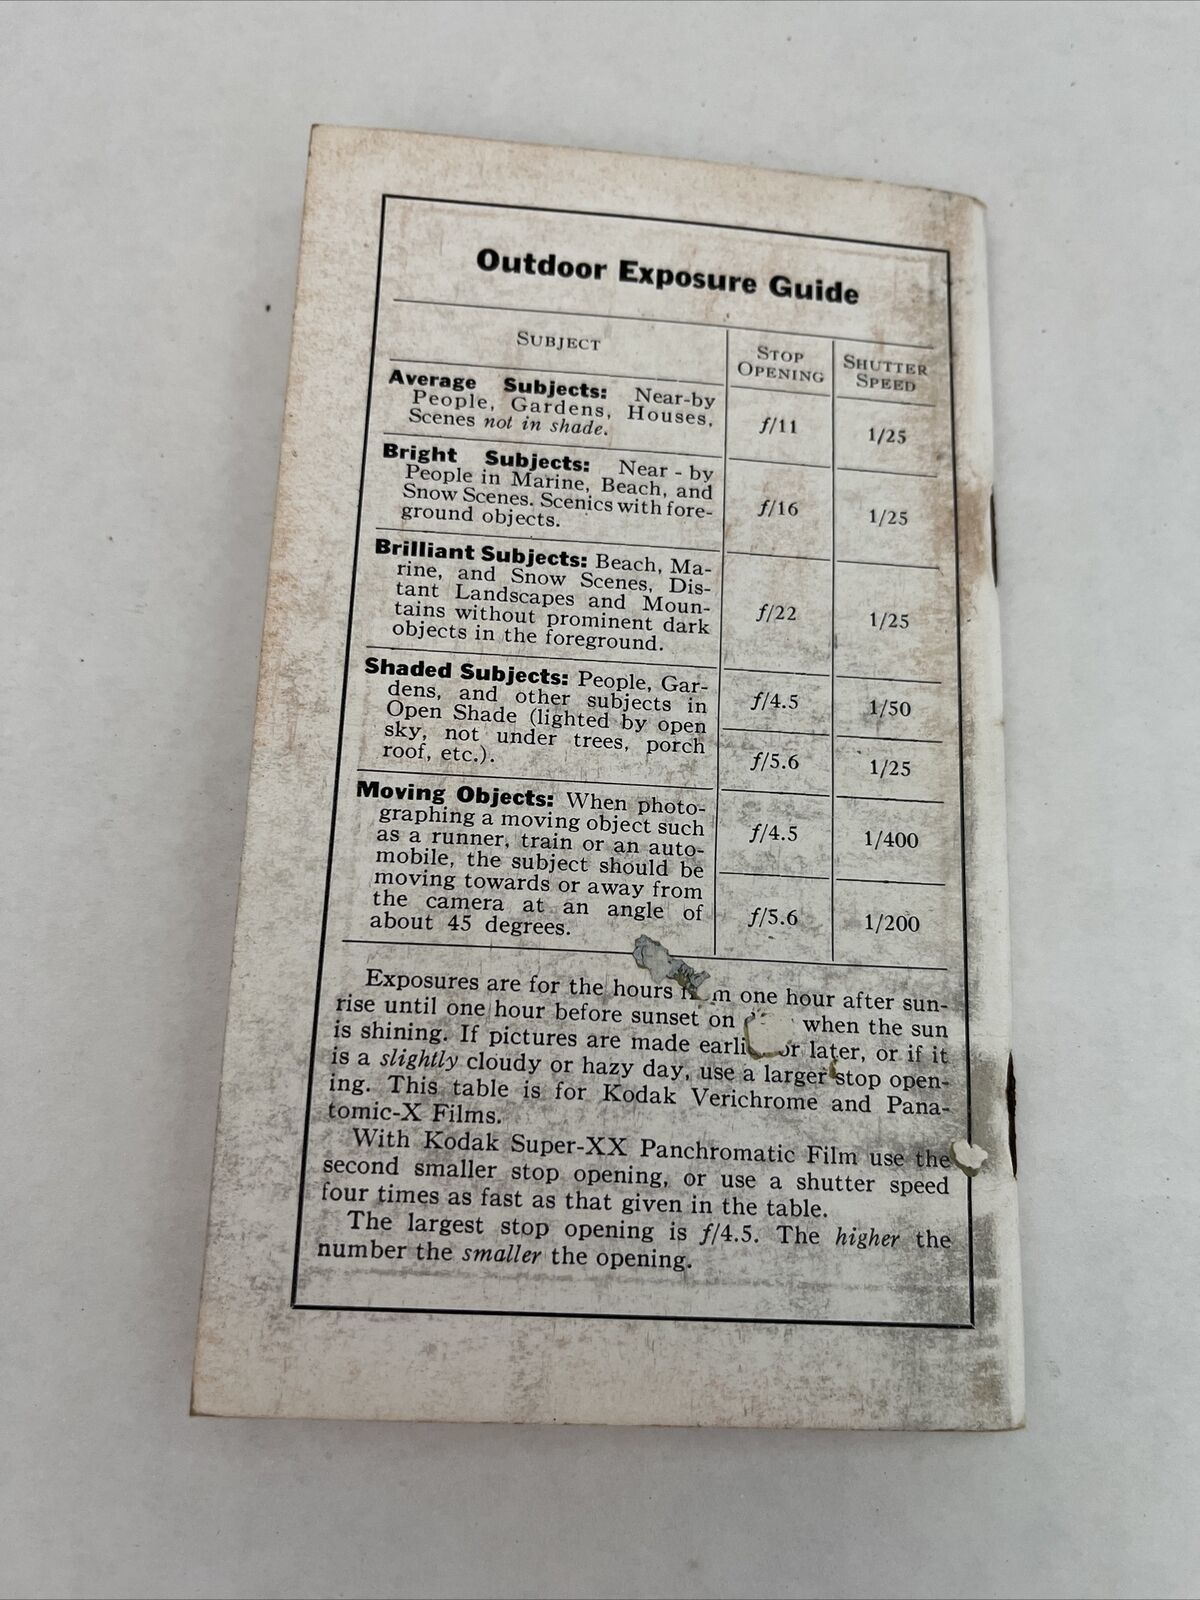 Outdoor Exposure Guide
SUBJECT
STOP OPENING
SHUTTER SPEED
Average Subjects: Near-by
People, Gardens, Houses,
Scenes not in shade.
f/11
1/25
Bright Subjects: Near - by
People in Marine, Beach, and
Snow Scenes. Scenics with fore-
ground objects.
f/16
1/25
Brilliant Subjects: Beach, Ma-
rine, and Snow Scenes, Dis-
tant Landscapes and Moun-
tains without prominent dark
objects in the foreground.
f/22
1/25
Shaded Subjects: People, Gar-
dens, and other subjects in
Open Shade (lighted by open
sky, not under trees, porch
roof, etc.).
f/4.5
1/50
f/5.6
1/25
Moving Objects: When photo-
graphing a moving object such
as a runner, train or an auto-
mobile, the subject should be
moving towards or away from
the camera at an angle of
about 45 degrees.
f/4.5
1/400
f/5.6
1/200
Exposures are for the hours one hour after sun-
rise until one hour before sunset on when the sun
is shining. If pictures are made or later, or if it
is a slightly cloudy or hazy day, use a larger stop open-
ing. This table is for Kodak Verichrome and Pana-
tomic-X Films.
With Kodak Super-XX Panchromatic Film use the
second smaller stop opening, or use a shutter speed
four times as fast as that given in the table.
The largest stop opening is f/4.5. The higher the
number the smaller the opening.